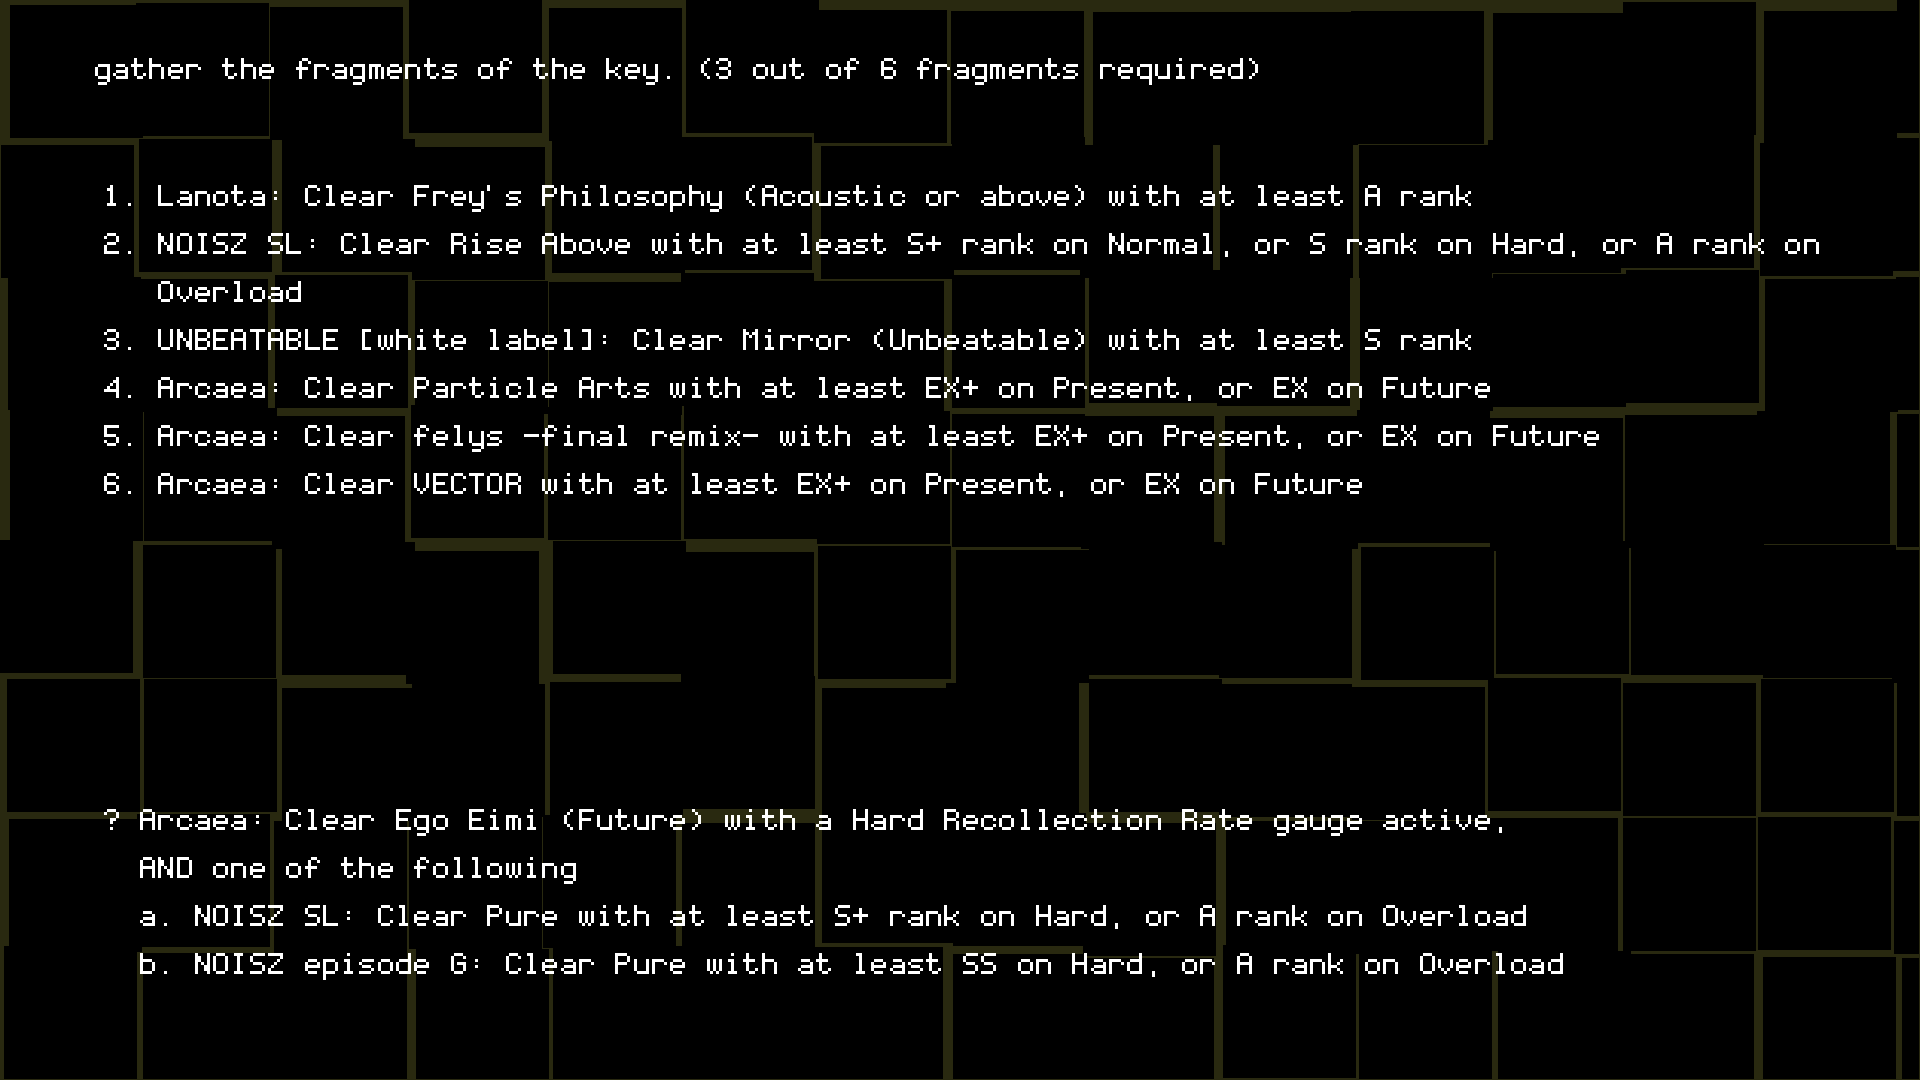 gather the fragments of the key. (3 out of 6 fragments required)
1. Lanota: Clear Frey's Philosophy (Acoustic or above) with at least A rank
2. NOISZ SL: Clear Rise Above with at least S+ rank on Normal, or S rank on Hard, or A rank on
Overload
3. UNBEATABLE [white label]: Clear Mirror (Unbeatable) with at least S rank
4. Arcaea: Clear Particle Arts with at least EX+ on Present, or EX on Future
5. Arcaea: Clear felys -final remix- with at least EX+ on Present, or EX on Future
6. Arcaea: Clear VECTOR with at least EX+ on Present, or EX on Future
? Arcaea: Clear Ego Eimi (Future) with a Hard Recollection Rate gauge active,
AND one of the following
a. NOISZ SL: Clear Pure with at least S+ rank on Hard, or A rank on Overload
b. NOISZ episode G: Clear Pure with at least SS on Hard, or A rank on Overload